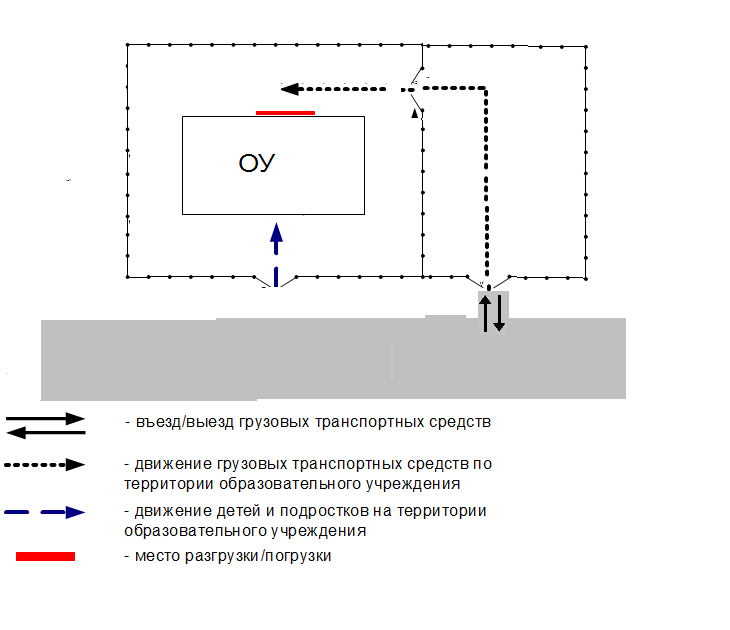 ОУ
- въезд/выезд грузовых транспортных средств
- движение грузовых транспортных средств по
территории образовательного учреждения
- движение детей и подростков на территории
образовательного учреждения
- место разгрузки/погрузки